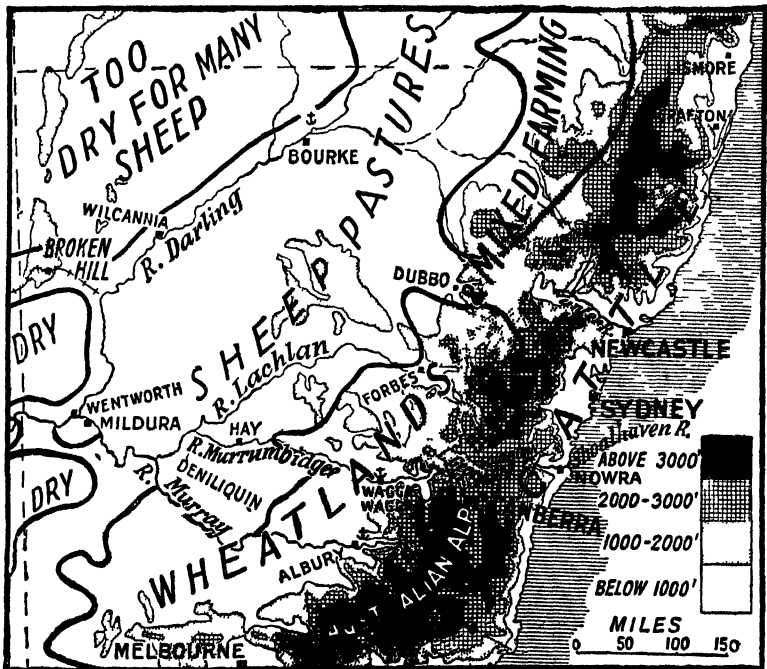 TOO
DRY FOR MANY
SHEEP
SHEEP PASTURES
MIXED FARMING
BOURKE
WILCANNIA
R. Darling
BROKEN
HILL
DUBBO
DRY
R. Lachlan
NEWCASTLE
WENTWORTH
MILDURA
FORBES
SYDNEY
HAY
R. Murrumbidgee
Shoalhaven R.
DENILIQUIN
R. Murray
WAGGA
NOWRA
DRY
WHEATLANDS
ALBURY
MELBOURNE
ABOVE 3000'
2000-3000'
1000-2000'
BELOW 1000'
MILES
0 50 100 150